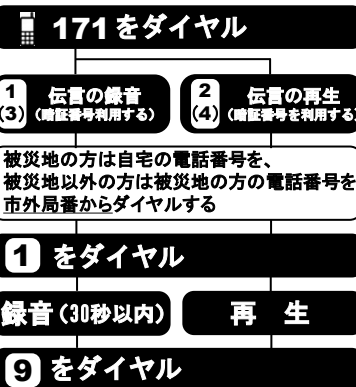 171をダイヤル
1 伝言の録音
(3)（暗証番号利用する）
2 伝言の再生
(4)（暗証番号を利用する）
被災地の方は自宅の電話番号を、
被災地以外の方は被災地の方の電話番号を
市外局番からダイヤルする
1 をダイヤル
録音（30秒以内）
再 生
9 をダイヤル